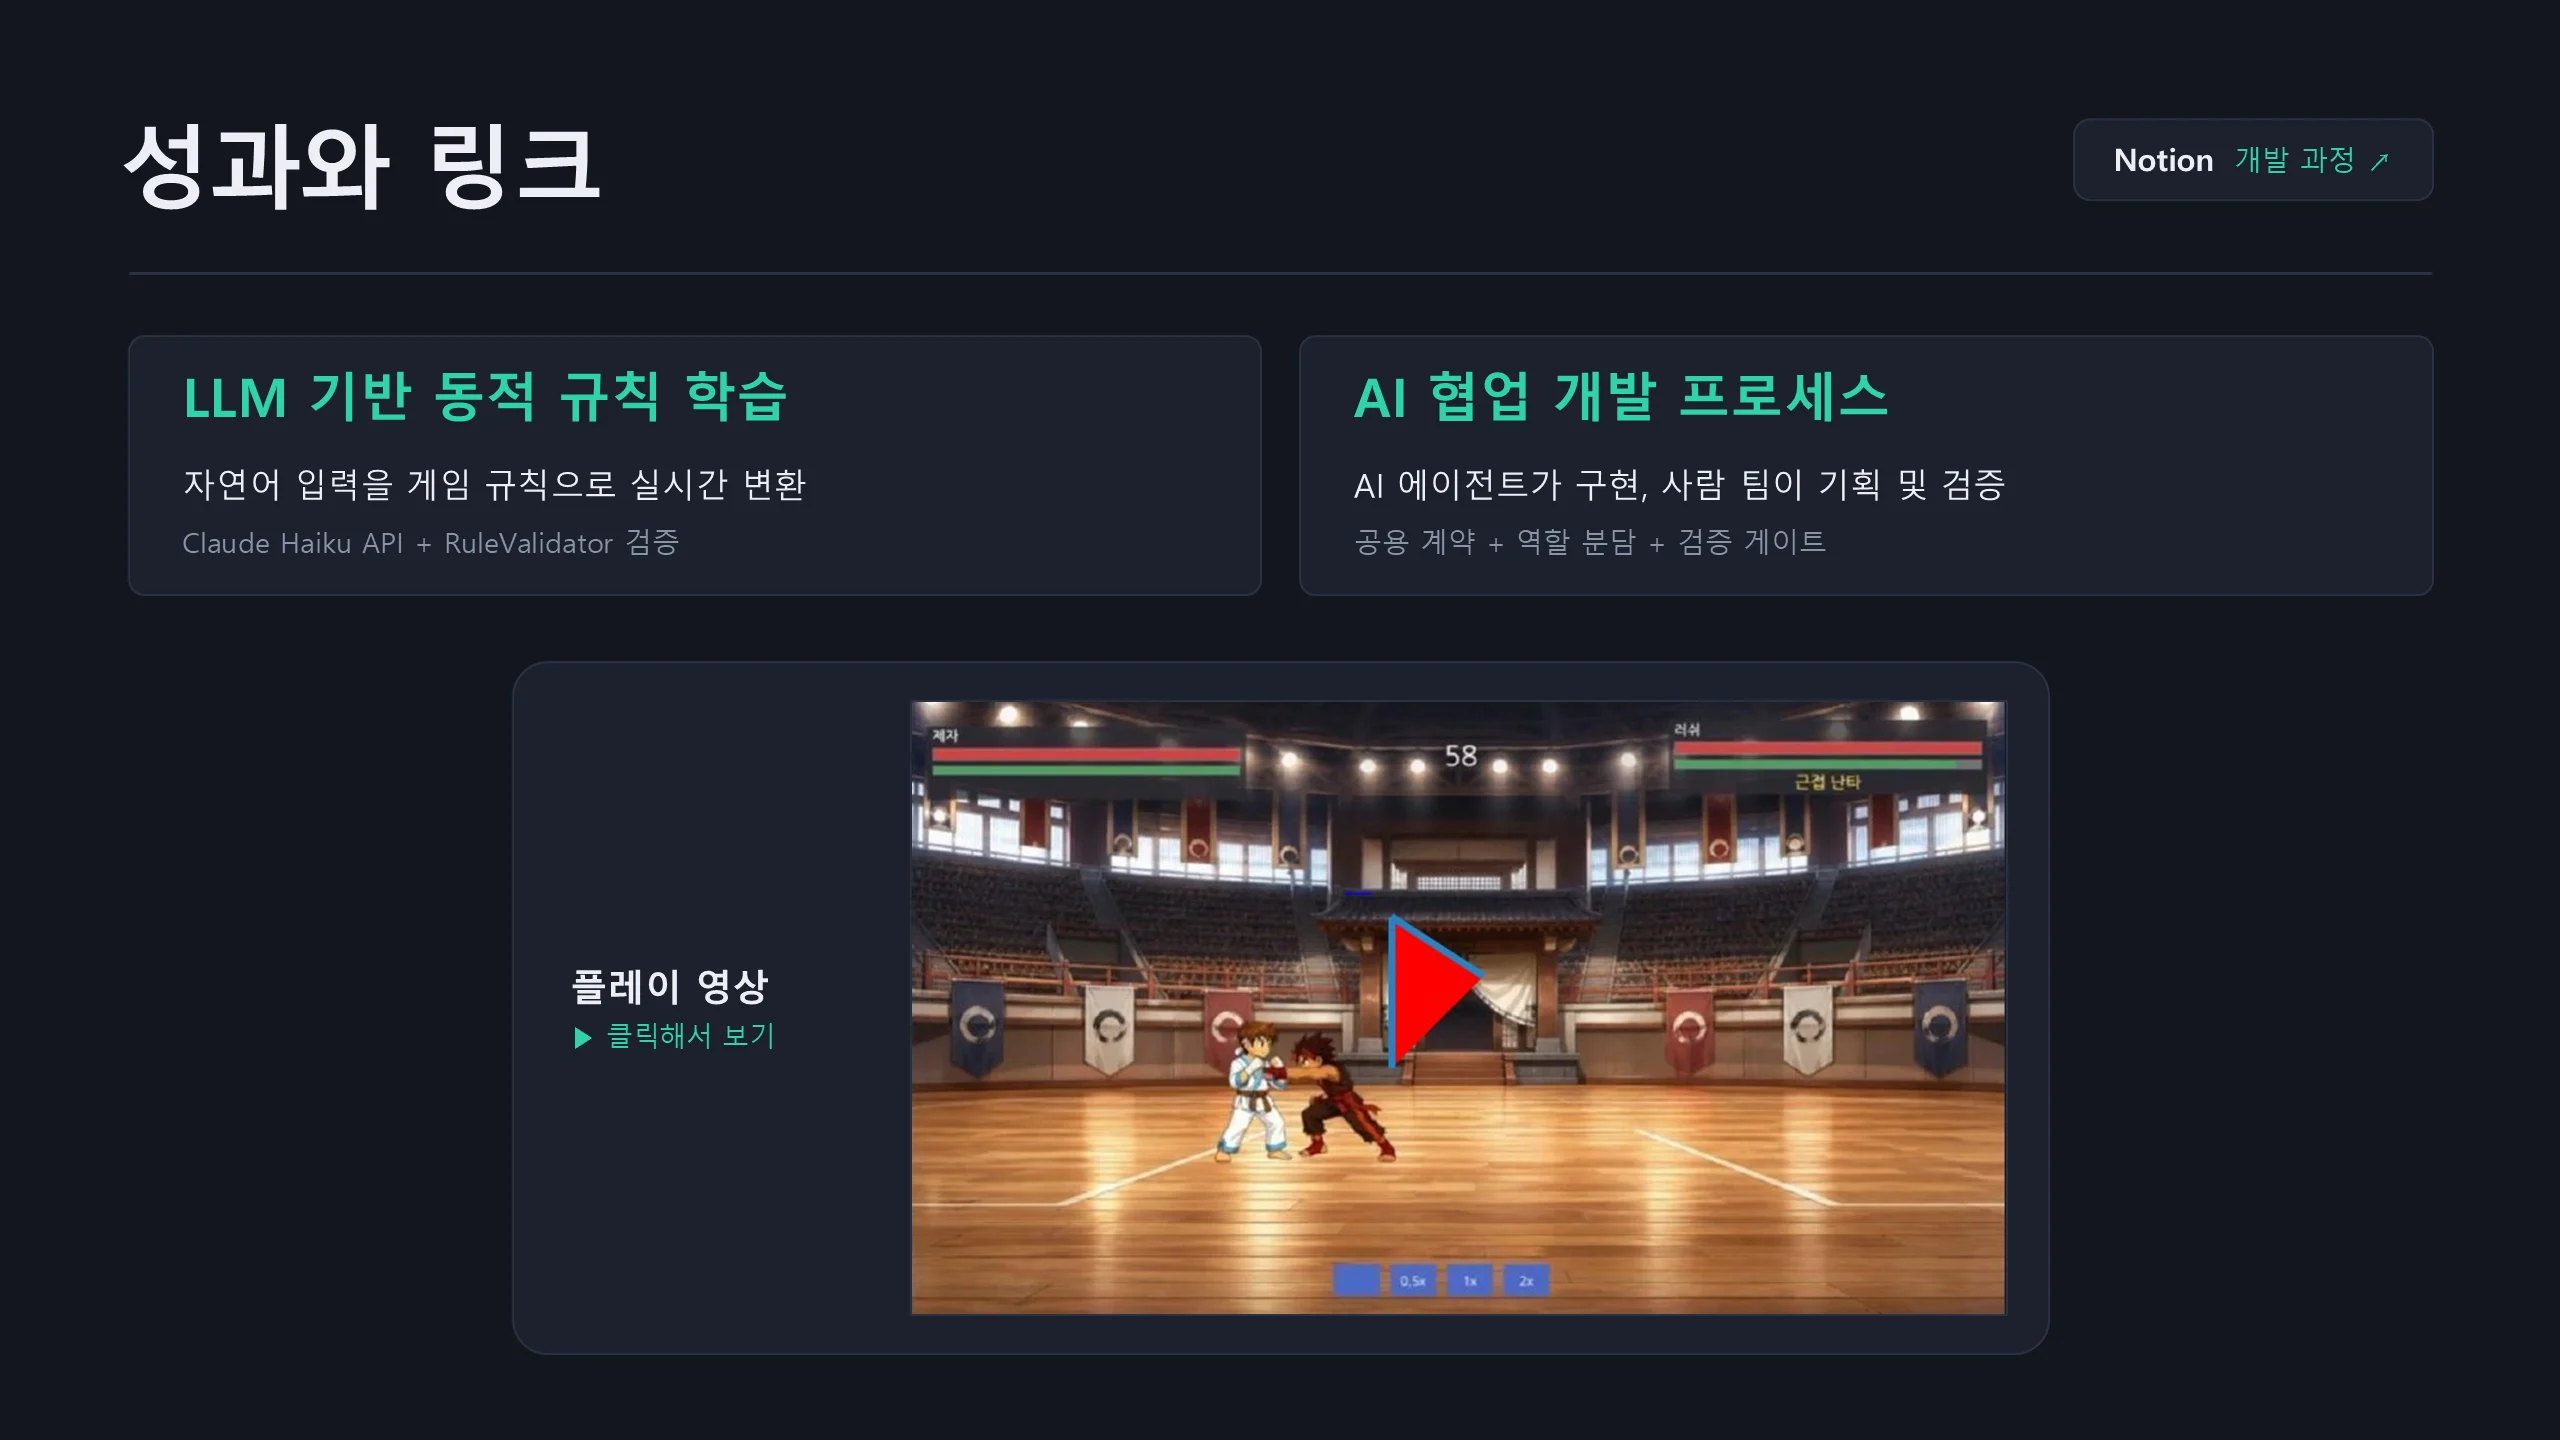 성과와 링크
Notion 개발 과정 ↗
LLM 기반 동적 규칙 학습
자연어 입력을 게임 규칙으로 실시간 변환
Claude Haiku API + RuleValidator 검증
AI 협업 개발 프로세스
AI 에이전트가 구현, 사람 팀이 기획 및 검증
공용 계약 + 역할 분담 + 검증 게이트
플레이 영상
▶ 클릭해서 보기
제자
58
러쉬
근접 난타
0.5x 1x 2x